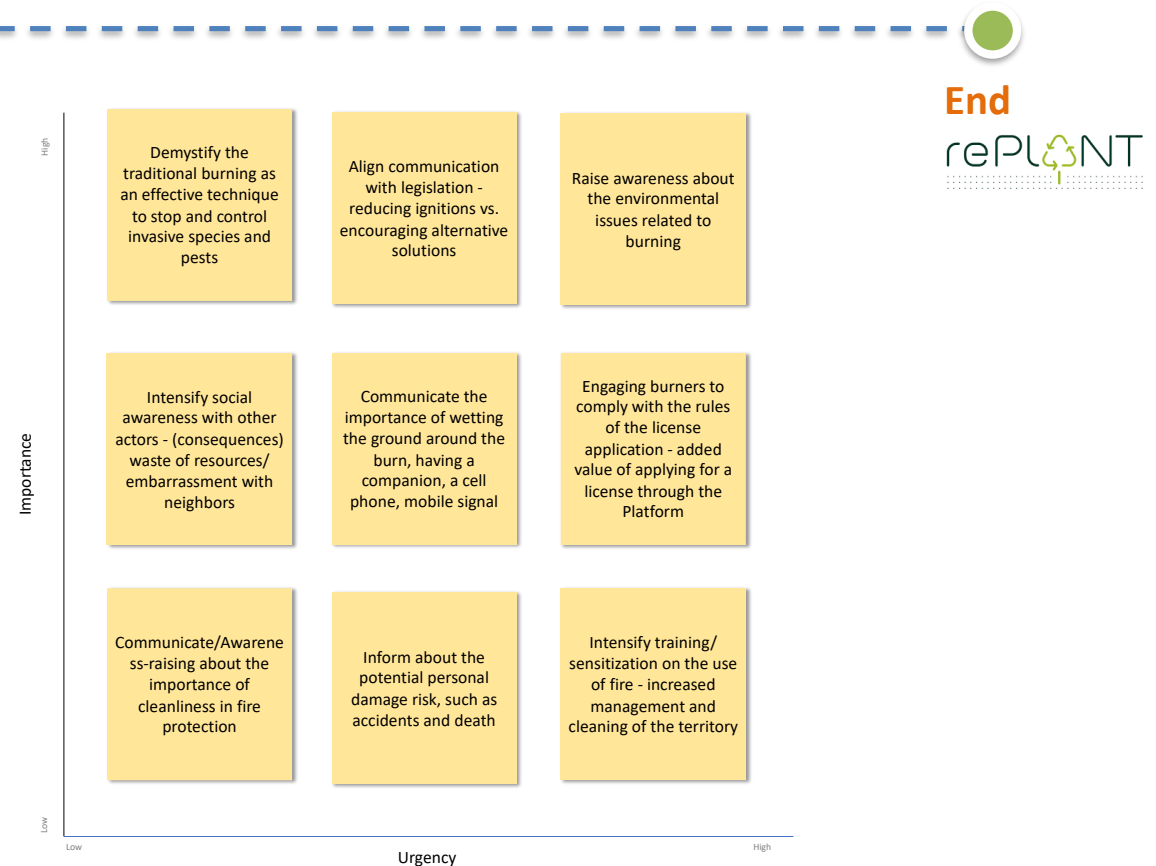 End
rePLANT
High
Demystify the
traditional burning as
an effective technique
to stop and control
invasive species and
pests
Align communication
with legislation -
reducing ignitions vs.
encouraging alternative
solutions
Raise awareness about
the environmental
issues related to
burning
Importance
Intensify social
awareness with other
actors - (consequences)
waste of resources/
embarrassment with
neighbors
Communicate the
importance of wetting
the ground around the
burn, having a
companion, a cell
phone, mobile signal
Engaging burners to
comply with the rules
of the license
application - added
value of applying for a
license through the
Platform
Communicate/Awarene
ss-raising about the
importance of
cleanliness in fire
protection
Inform about the
potential personal
damage risk, such as
accidents and death
Intensify training/
sensitization on the use
of fire - increased
management and
cleaning of the territory
Low
Low
High
Urgency